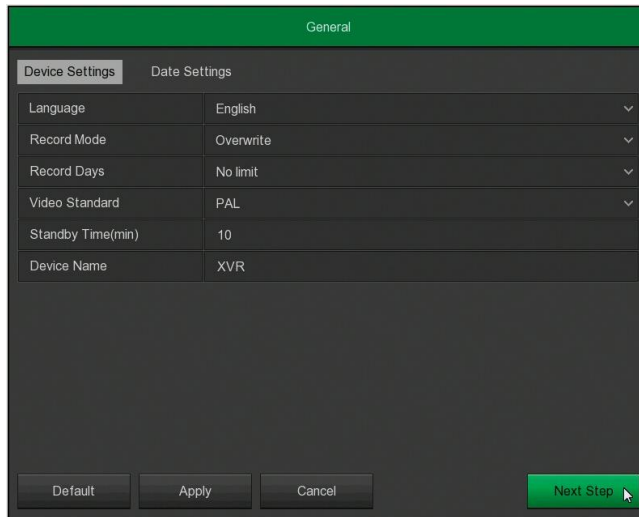 General
Device Settings Date Settings
Language English
Record Mode Overwrite
Record Days No limit
Video Standard PAL
Standby Time(min) 10
Device Name XVR
Default Apply Cancel Next Step